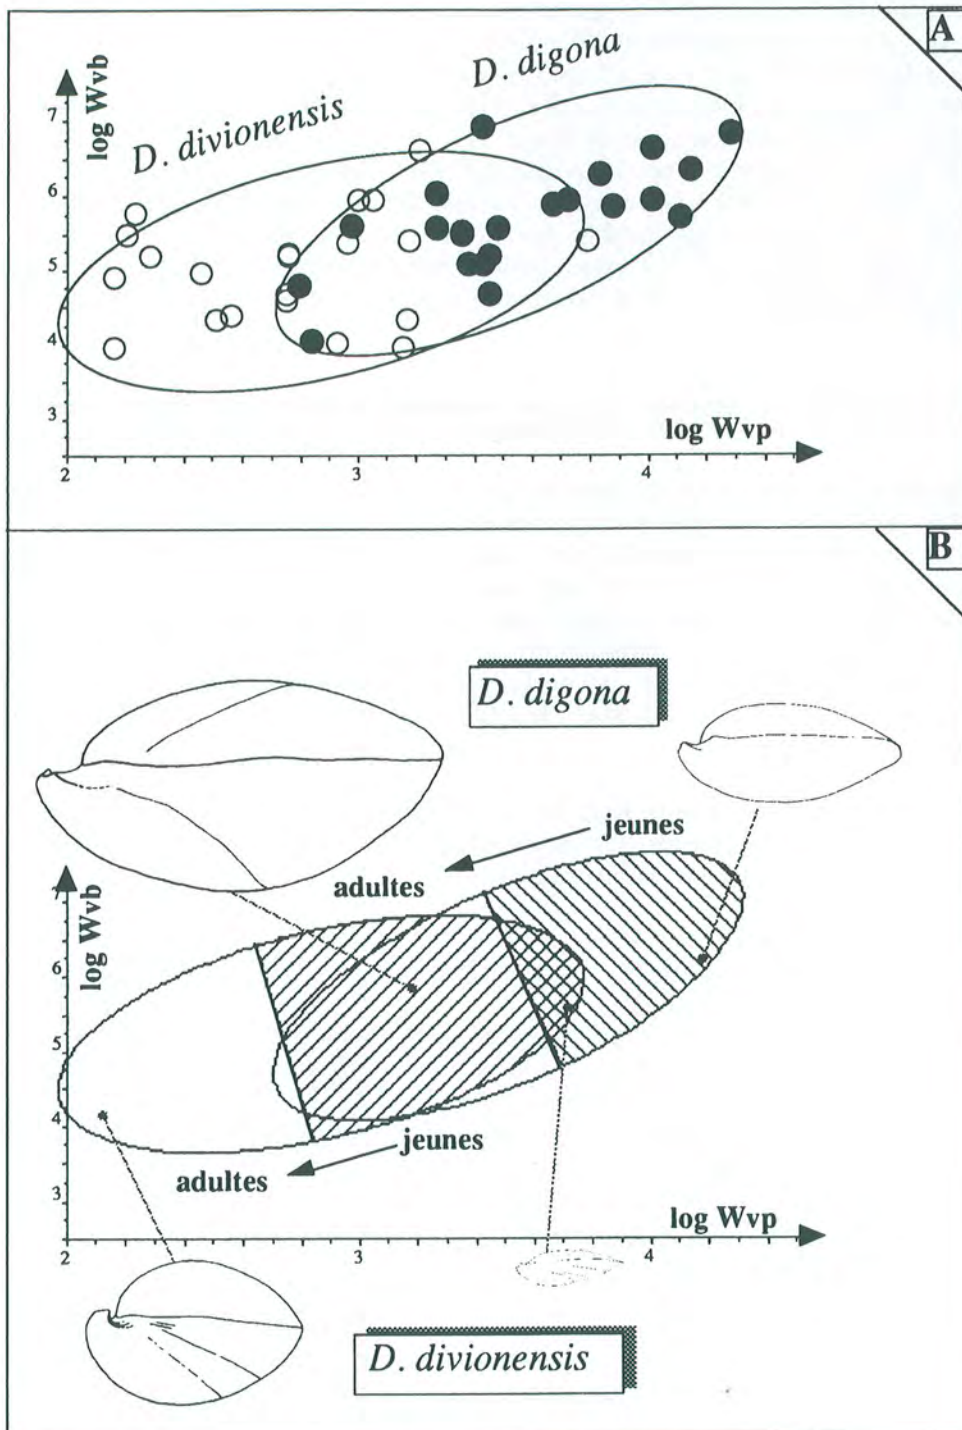 A
D. digona
D. divionensis
log Wvb
7
6
5
4
3
log Wvp
2
3
4
B
D. digona
jeunes
adultes
log Wvb
7
6
5
4
3
jeunes
adultes
log Wvp
2
3
4
D. divionensis